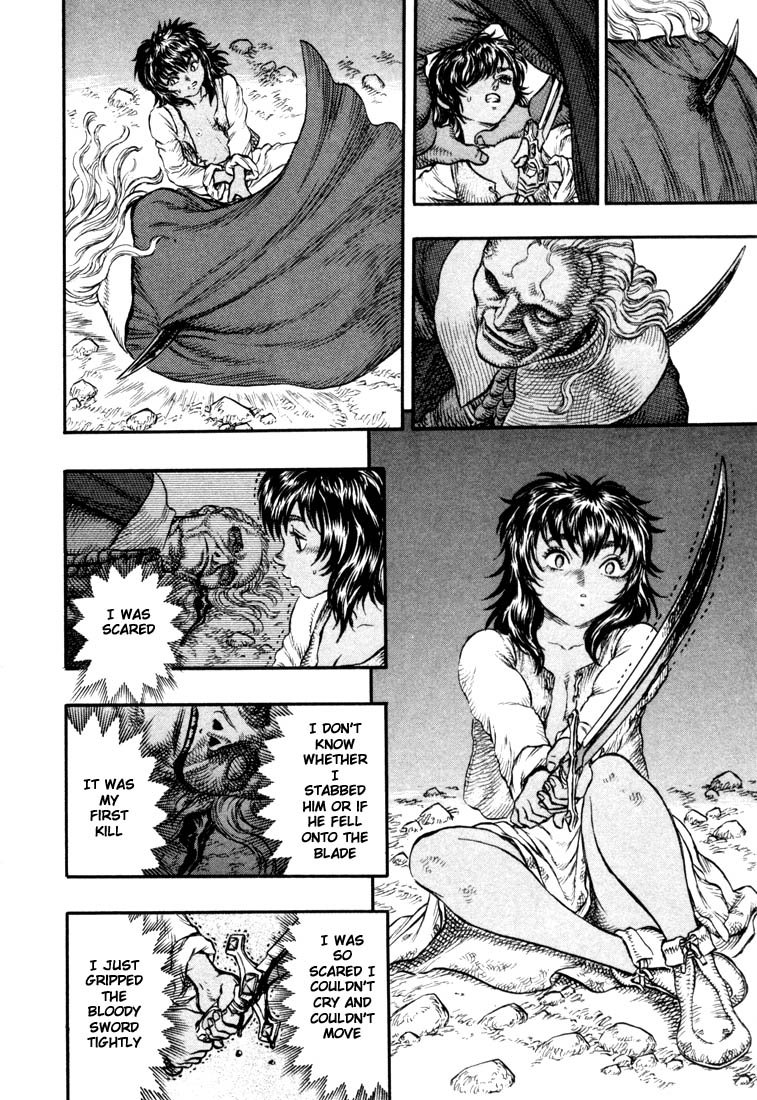 I WAS
SCARED
I DON'T
KNOW
WHETHER
I
STABBED
HIM OR IF
HE FELL
ONTO THE
BLADE
IT WAS
MY
FIRST
KILL
I WAS
SO
SCARED I
COULDN'T
CRY AND
COULDN'T
MOVE
I JUST
GRIPPED
THE
BLOODY
SWORD
TIGHTLY